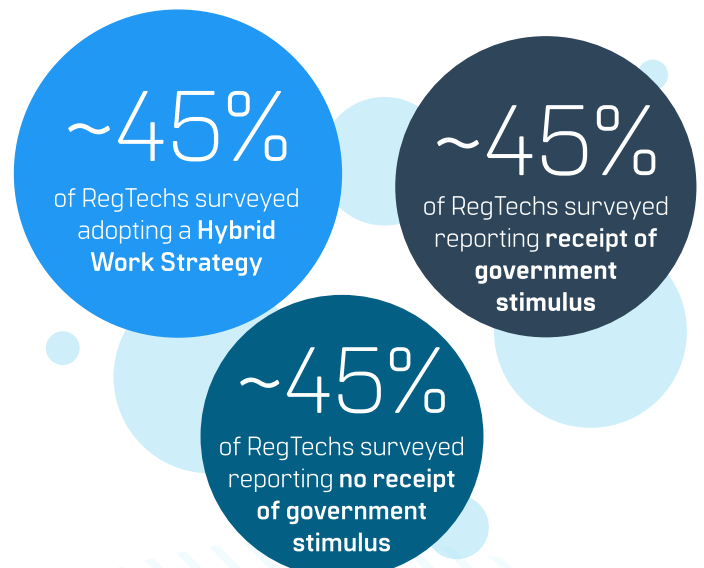 ~45%
of RegTechs surveyed
adopting a Hybrid
Work Strategy
~45%
of RegTechs surveyed
reporting receipt of
government
stimulus
~45%
of RegTechs surveyed
reporting no receipt
of government
stimulus